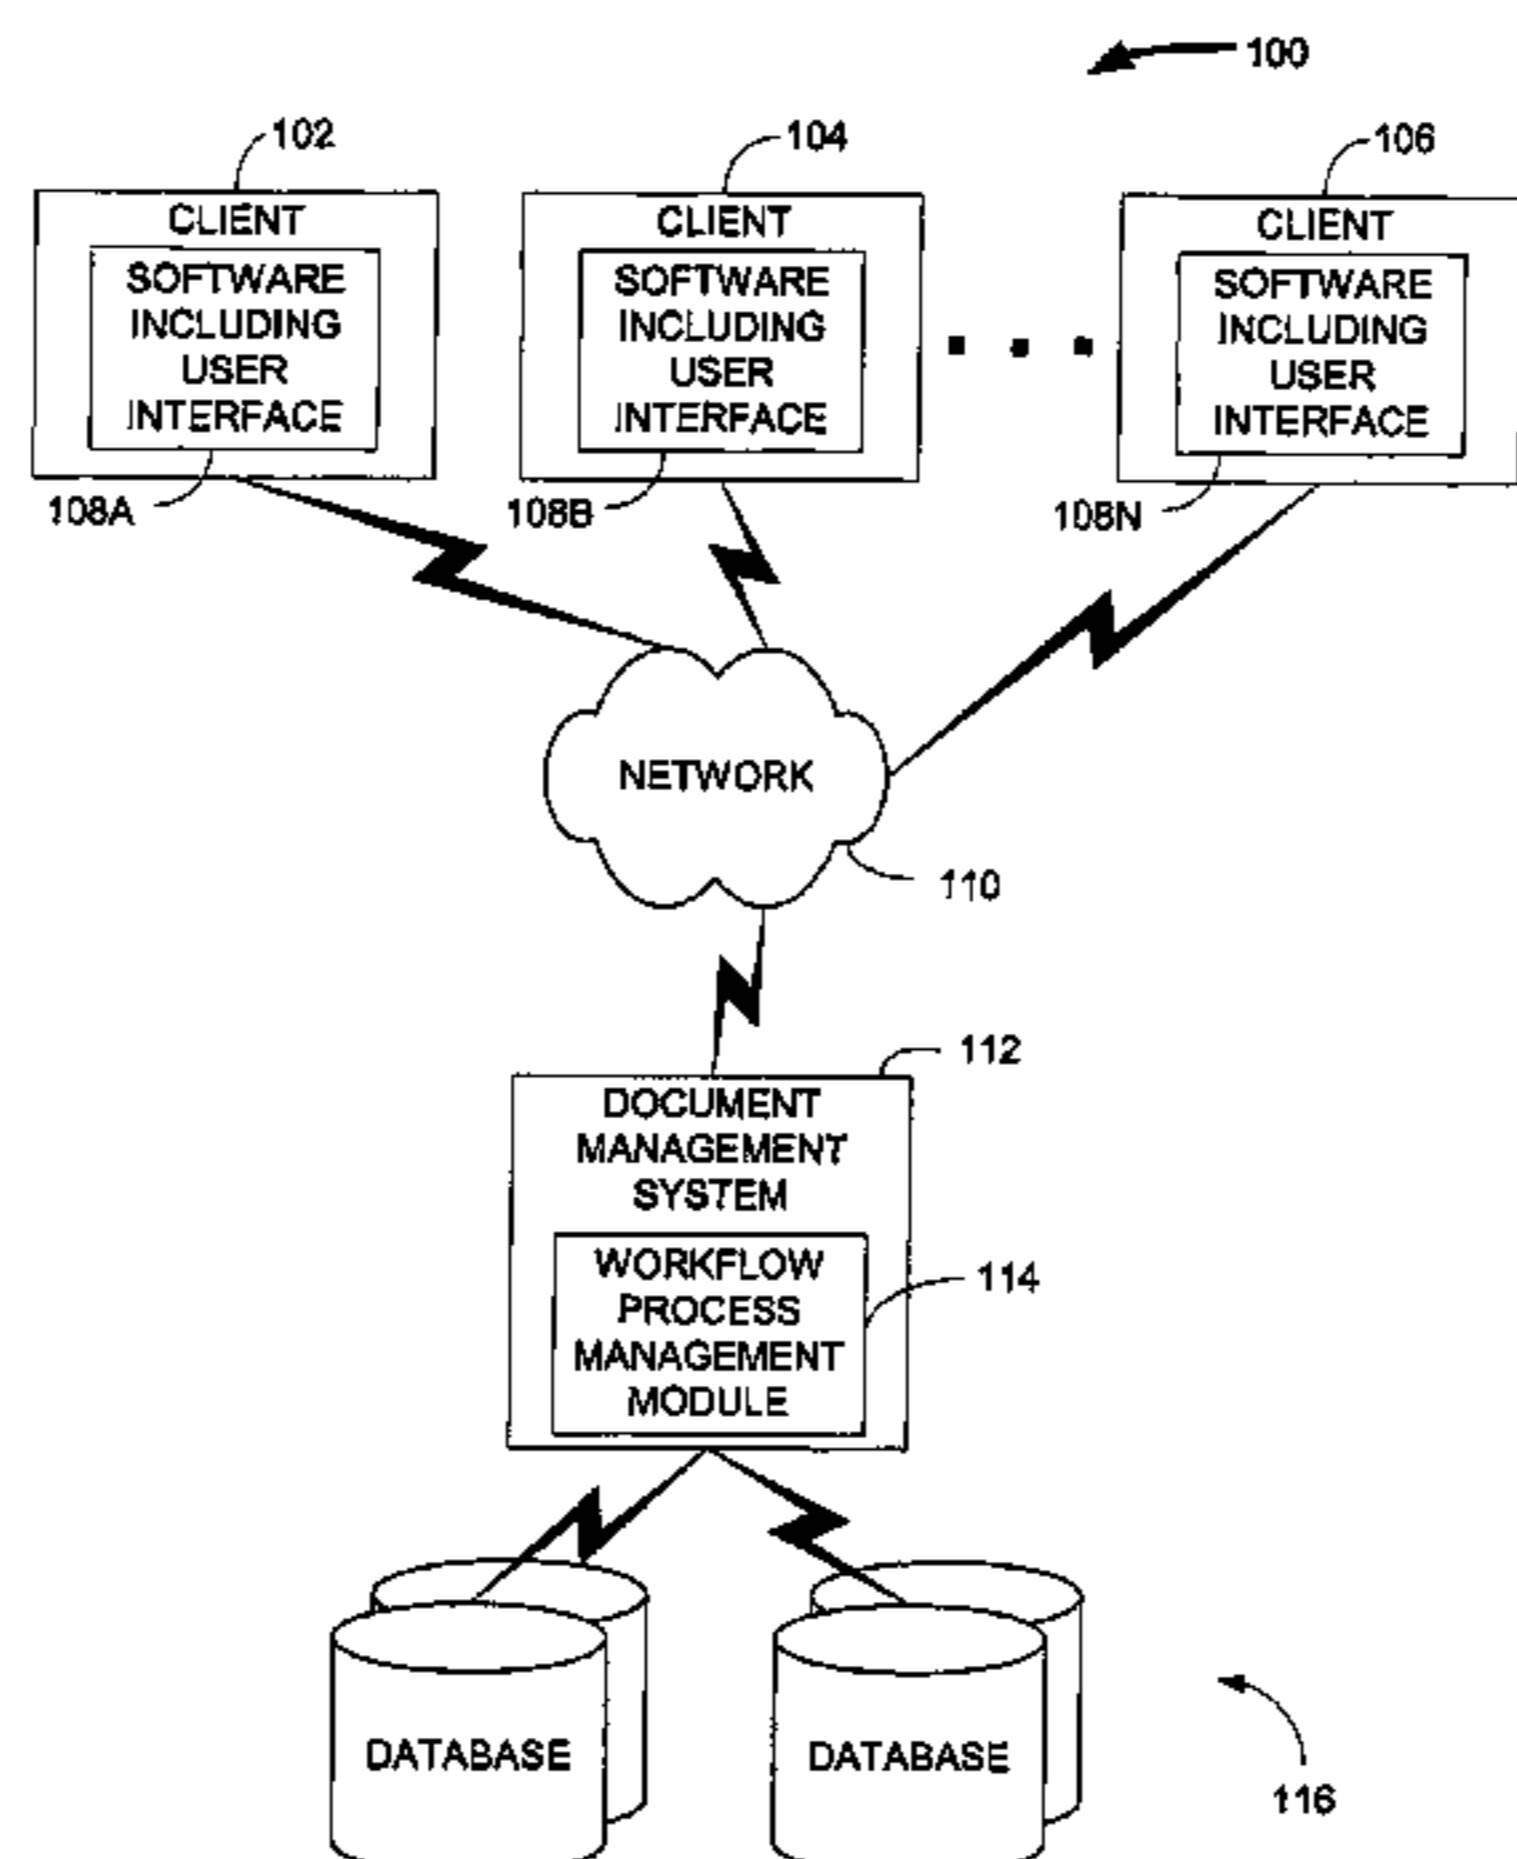 100
102
104
106
CLIENT
SOFTWARE
INCLUDING
USER
INTERFACE
108A
CLIENT
SOFTWARE
INCLUDING
USER
INTERFACE
108B
CLIENT
SOFTWARE
INCLUDING
USER
INTERFACE
108N
NETWORK
110
112
DOCUMENT
MANAGEMENT
SYSTEM
WORKFLOW
PROCESS
MANAGEMENT
MODULE
114
DATABASE
DATABASE
116